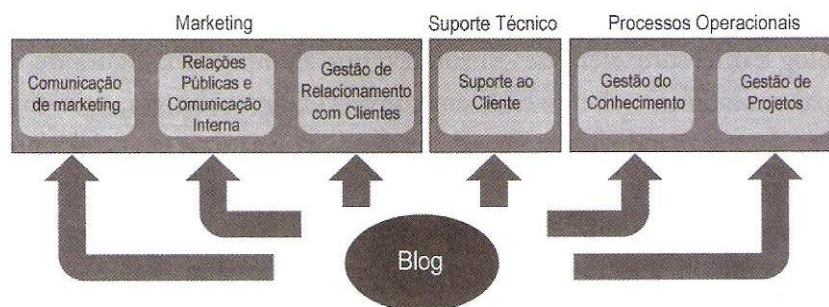 Marketing
Suporte Técnico
Processos Operacionais
Comunicação
de marketing
Relações
Públicas e
Comunicação
Interna
Gestão de
Relacionamento
com Clientes
Suporte ao
Cliente
Gestão do
Conhecimento
Gestão de
Projetos
Blog